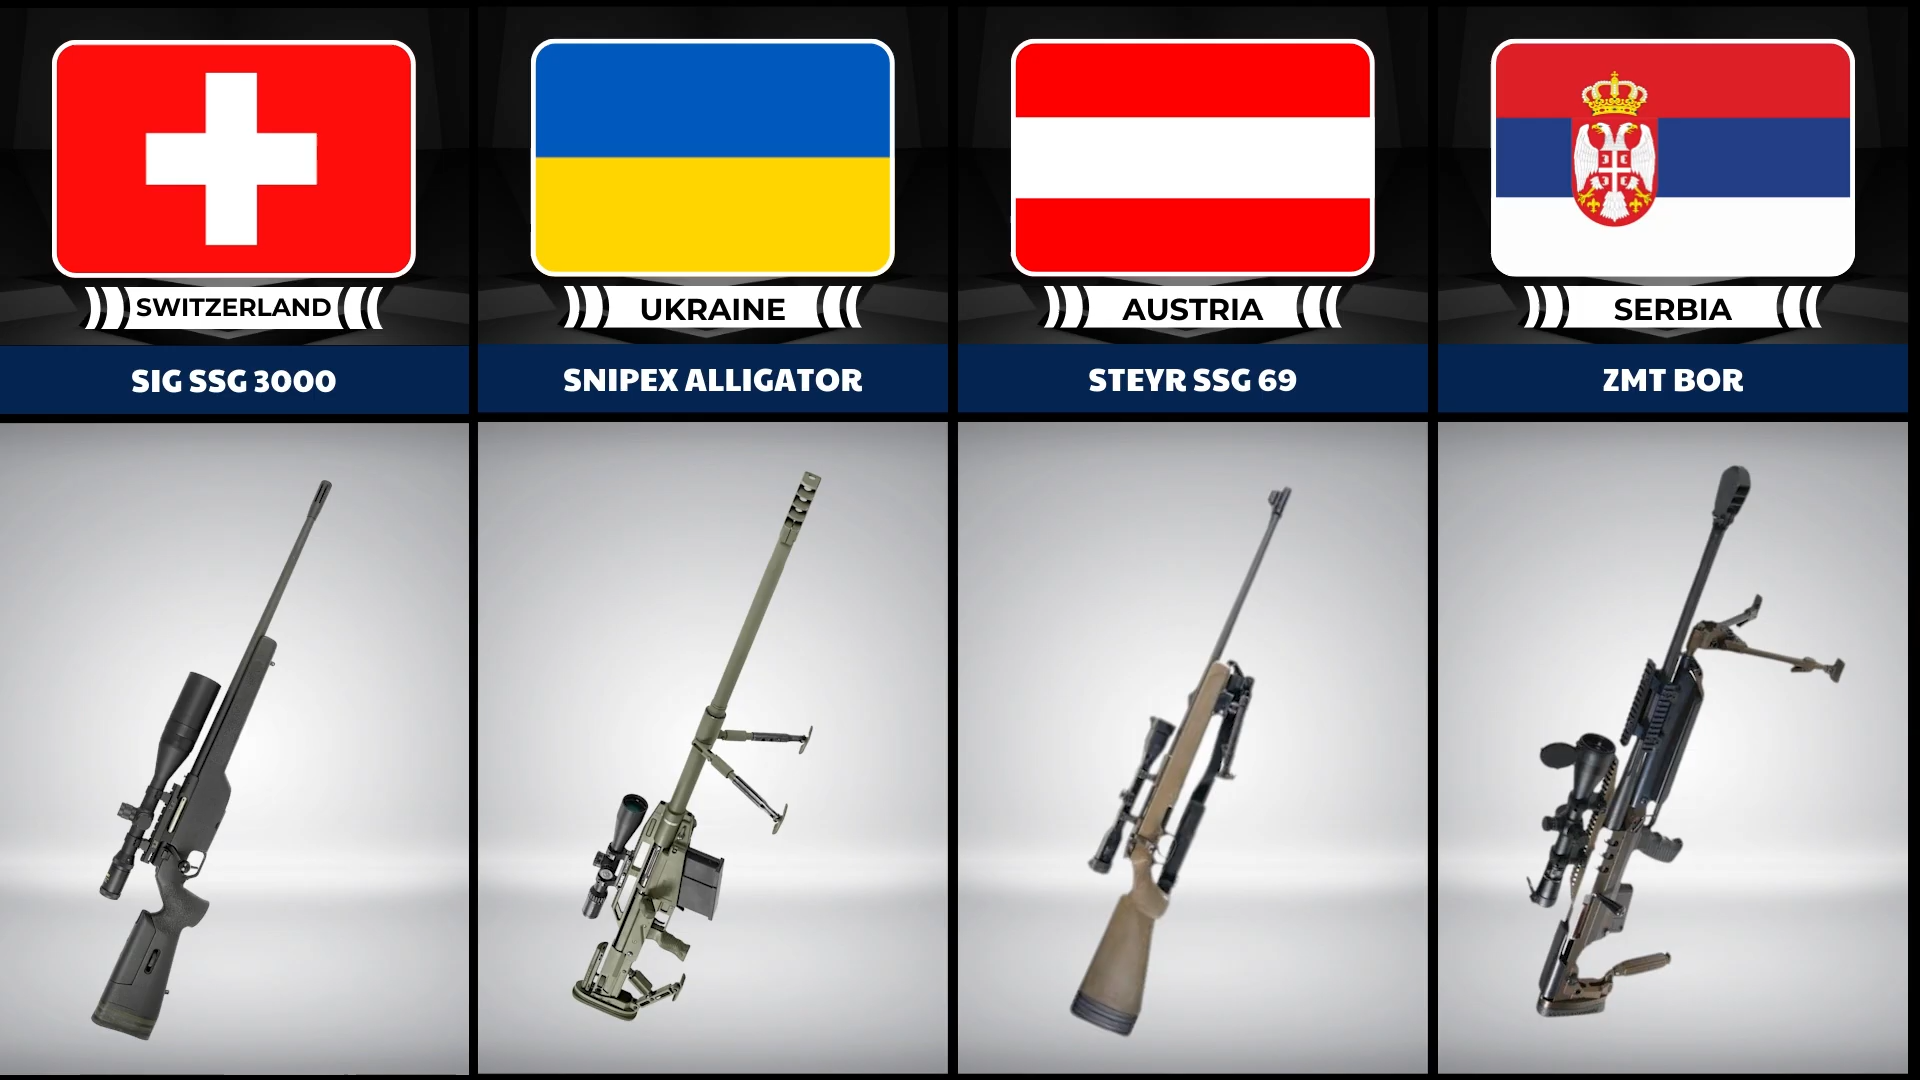 SWITZERLAND
SIG SSG 3000
UKRAINE
SNIPEX ALLIGATOR
AUSTRIA
STEYR SSG 69
SERBIA
ZMT BOR